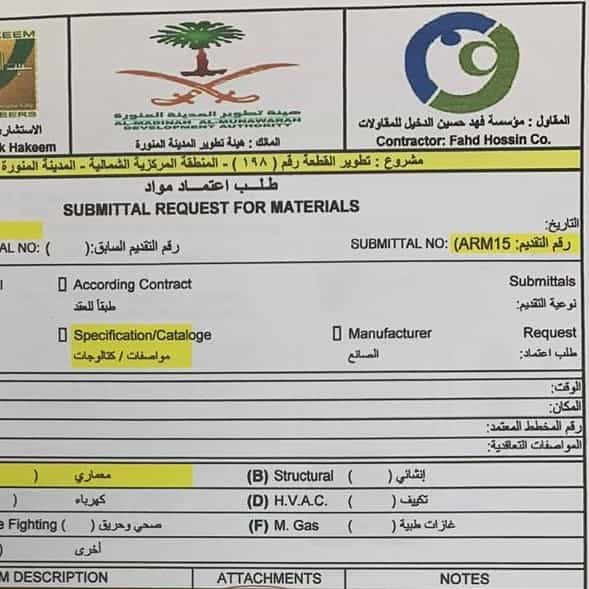 هيئة تطوير المدينة المنورة
AL-MADINAH AL-MUNAWARAH
DEVELOPMENT AUTHORITY
المقاول : مؤسسة فهد حسين الدخيل للمقاولات
المالك : هيئة تطوير المدينة المنورة
Contractor: Fahd Hossin Co.
k Hakeem
مشروع : تطوير القطعة رقم ( ١٩٨ ) - المنطقة المركزية الشمالية - المدينة المنورة
طلب اعتماد مواد
SUBMITTAL REQUEST FOR MATERIALS
التاريخ:
رقم التقديم: SUBMITTAL NO: (ARM15
رقم التقديم السابق:( ) AL NO:
Submittals
According Contract
نوعية التقديم:
طبقاً للعقد
Request
Manufacturer
Specification/Cataloge
طلب اعتماد:
الصانع
مواصفات / كتالوجات
الوقت:
المكان:
رقم المخطط المعتمد:
المواصفات التعاقدية:
(B) Structural ( ) إنشائي
معماري )
(D) H.V.A.C. ( ) تكييف
كهرباء )
(F) M. Gas ( ) غازات طبية
e Fighting ( ) صحي وحريق
أخرى )
M DESCRIPTION
ATTACHMENTS
NOTES